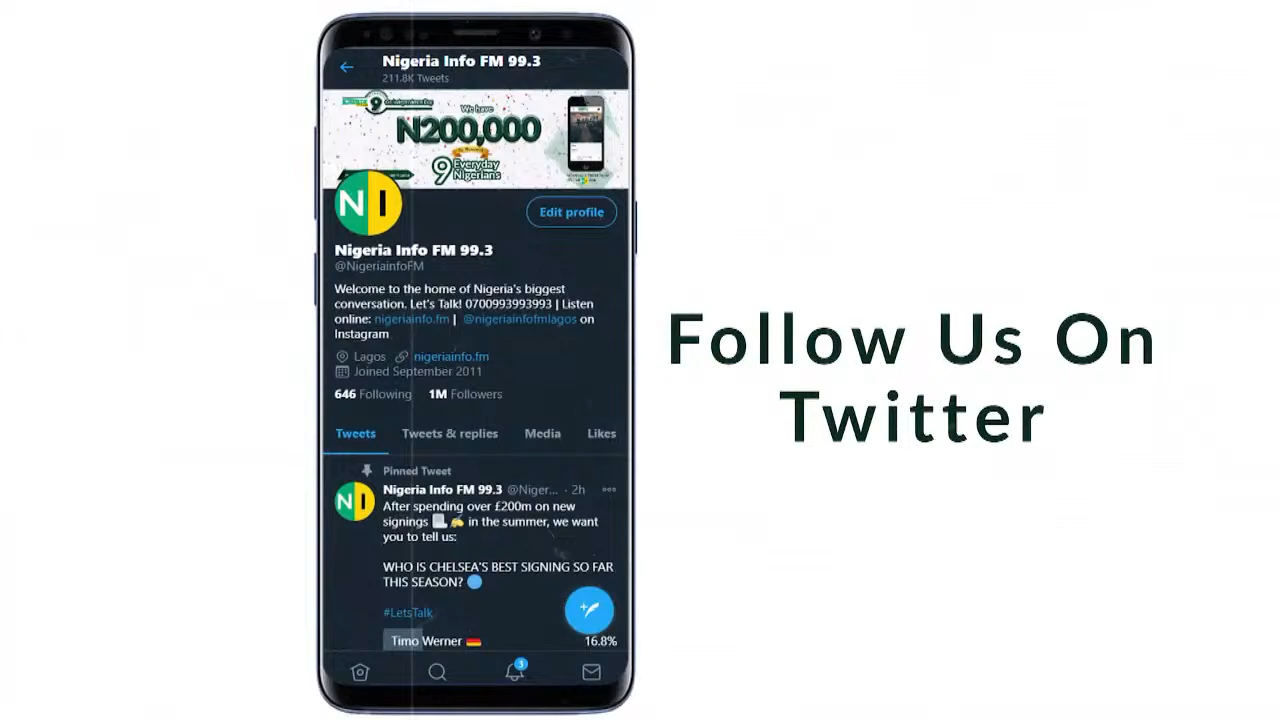 Nigeria Info FM 99.3
211.8K Tweets
We have
N200,000
9 Everyday
Nigerians
NI
Edit profile
Nigeria Info FM 99.3
@NigeriainfoFM
Welcome to the home of Nigeria's biggest
conversation. Let's Talk! 0700993993993 | Listen
online: nigeriainfo.fm | @nigeriainfofmlagos on
Instagram
Lagos nigeriainfo.fm
Joined September 2011
646 Following 1M Followers
Tweets Tweets & replies Media Likes
Pinned Tweet
Nigeria Info FM 99.3 @Niger... · 2h
NI
After spending over £200m on new
signings 📃✍ in the summer, we want
you to tell us:
WHO IS CHELSEA'S BEST SIGNING SO FAR
THIS SEASON? 🔵
#LetsTalk
Timo Werner 🇩🇪 16.8%
3
Follow Us On
Twitter